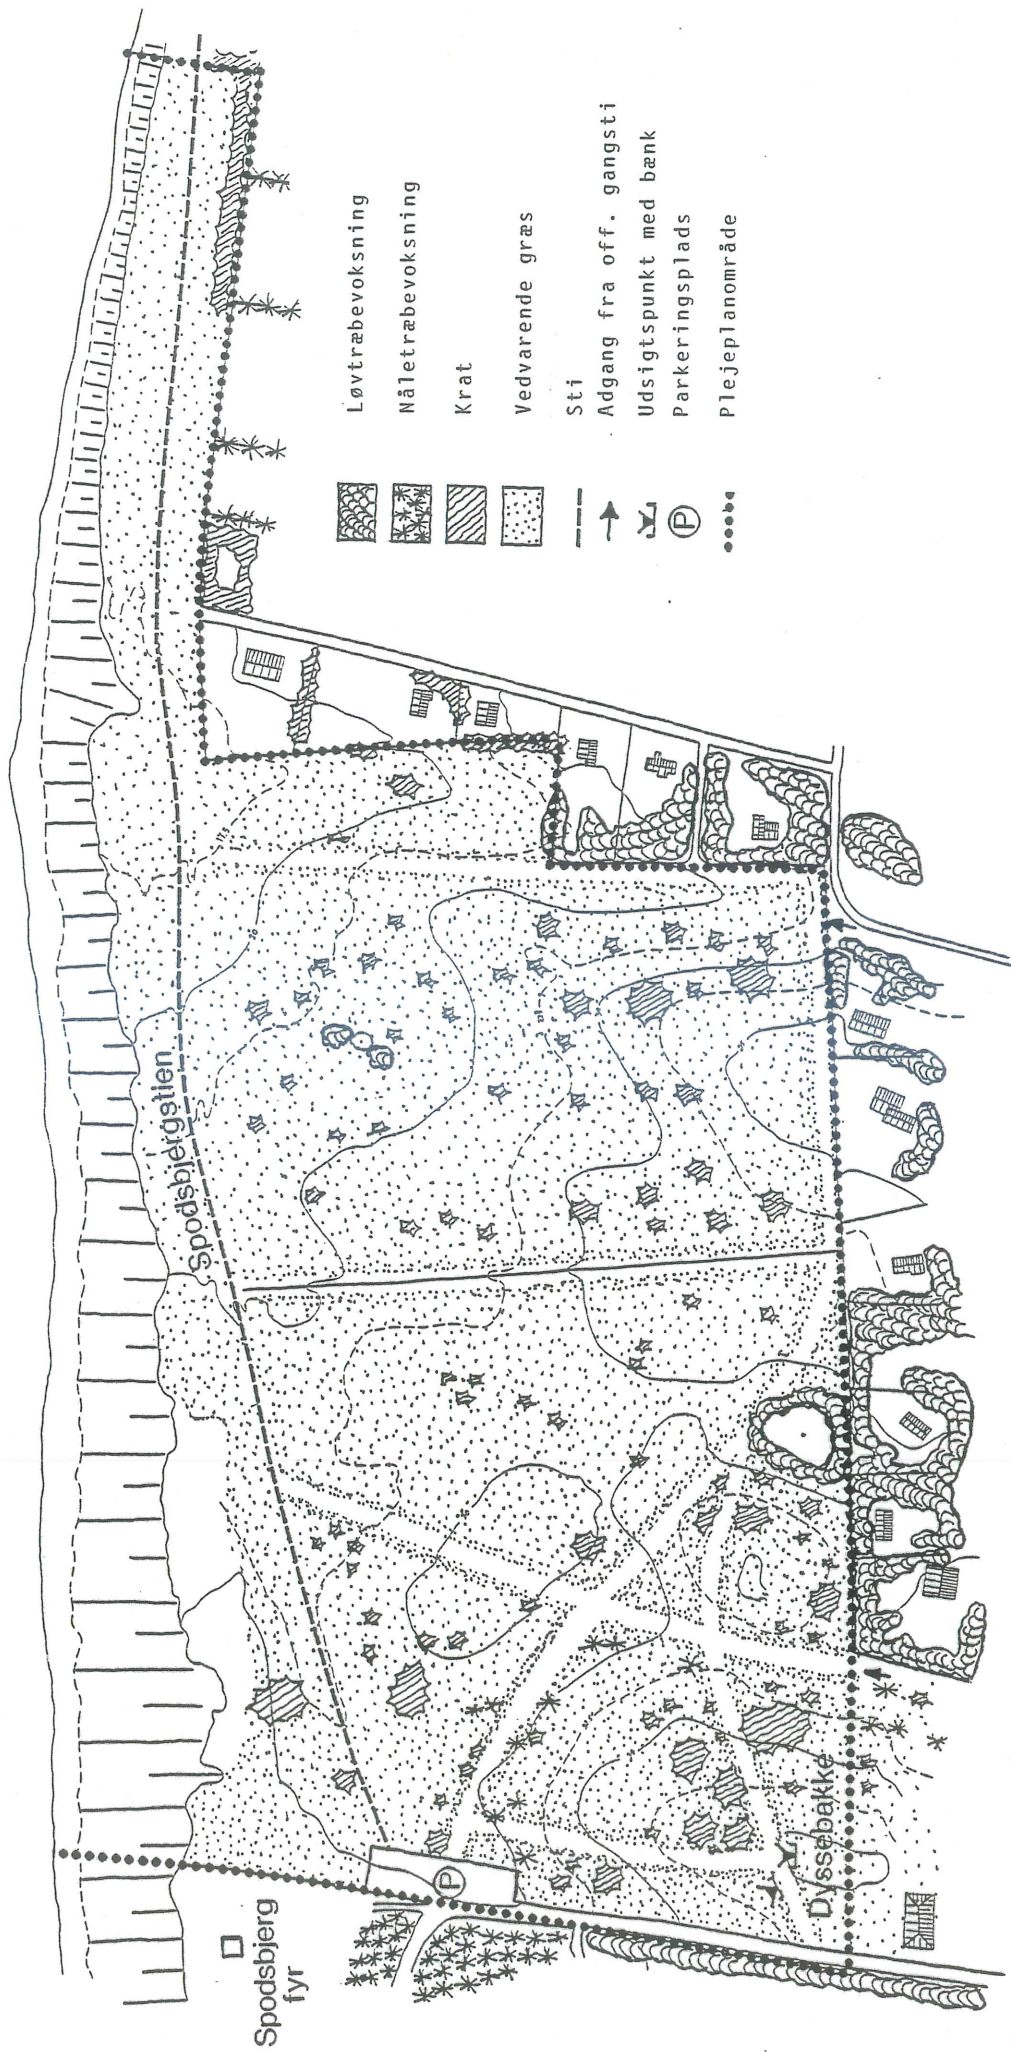 Løvtræbevoksning
Nåletræbevoksning
Krat
Vedvarende græs
Sti
Adgang fra off. gangsti
Udsigtspunkt med bænk
P Parkeringsplads
Plejeplanområde
Spodsbjergstien
Spodsbjerg
fyr
P
Dyssebakke